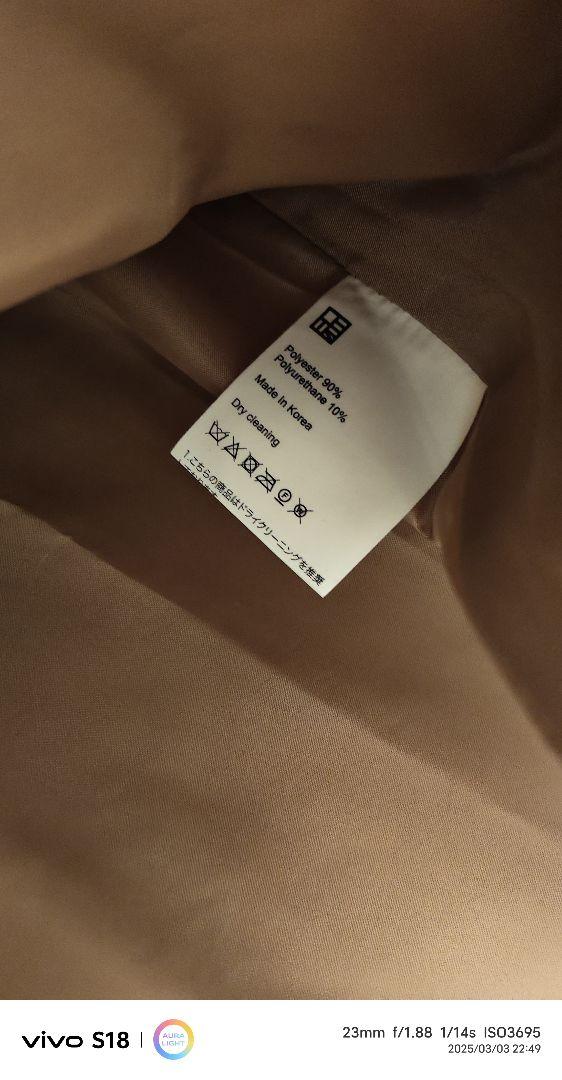 Polyester 90%
Polyurethane 10%
Made In Korea
Dry cleaning
F
W
1.こちらの商品はドライクリーニングを推奨
vivo S18 | AURA LIGHT
23mm f/1.88 1/14s ISO3695
2025/03/03 22:49